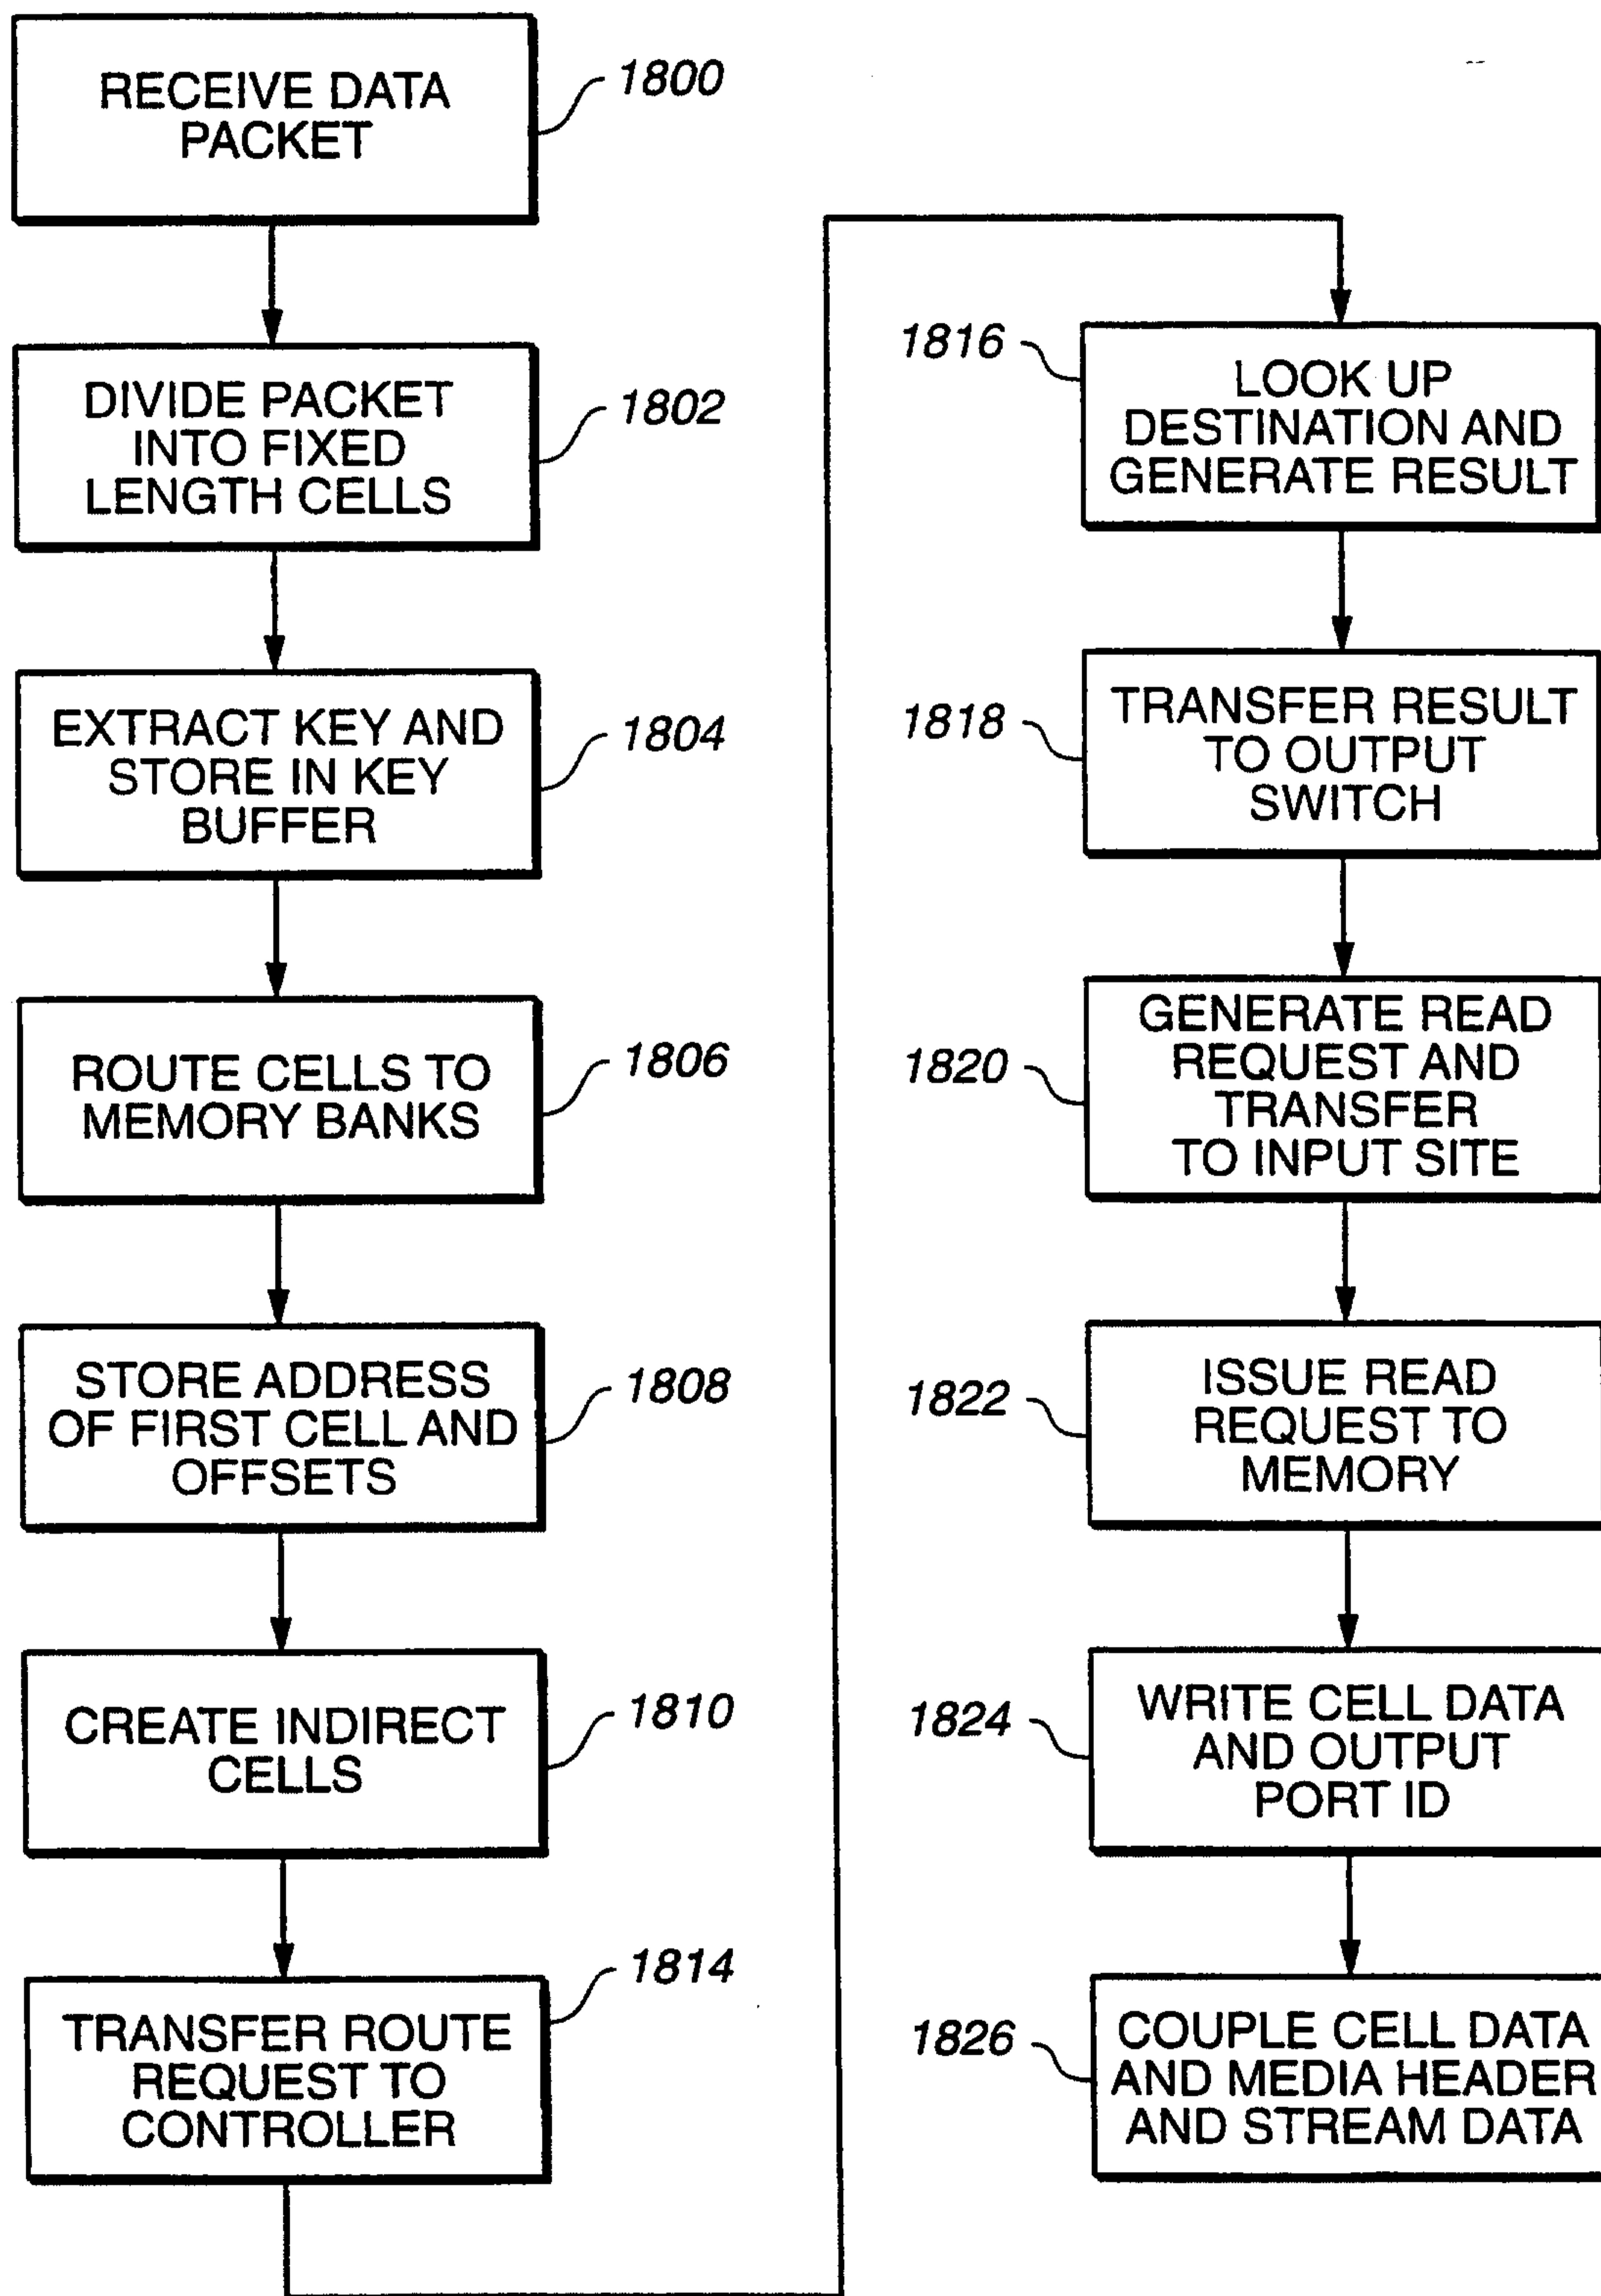 RECEIVE DATA
PACKET
1800
DIVIDE PACKET
INTO FIXED
LENGTH CELLS
1802
EXTRACT KEY AND
STORE IN KEY
BUFFER
1804
ROUTE CELLS TO
MEMORY BANKS
1806
STORE ADDRESS
OF FIRST CELL AND
OFFSETS
1808
CREATE INDIRECT
CELLS
1810
TRANSFER ROUTE
REQUEST TO
CONTROLLER
1814
1816
LOOK UP
DESTINATION AND
GENERATE RESULT
1818
TRANSFER RESULT
TO OUTPUT
SWITCH
1820
GENERATE READ
REQUEST AND
TRANSFER
TO INPUT SITE
1822
ISSUE READ
REQUEST TO
MEMORY
1824
WRITE CELL DATA
AND OUTPUT
PORT ID
1826
COUPLE CELL DATA
AND MEDIA HEADER
AND STREAM DATA